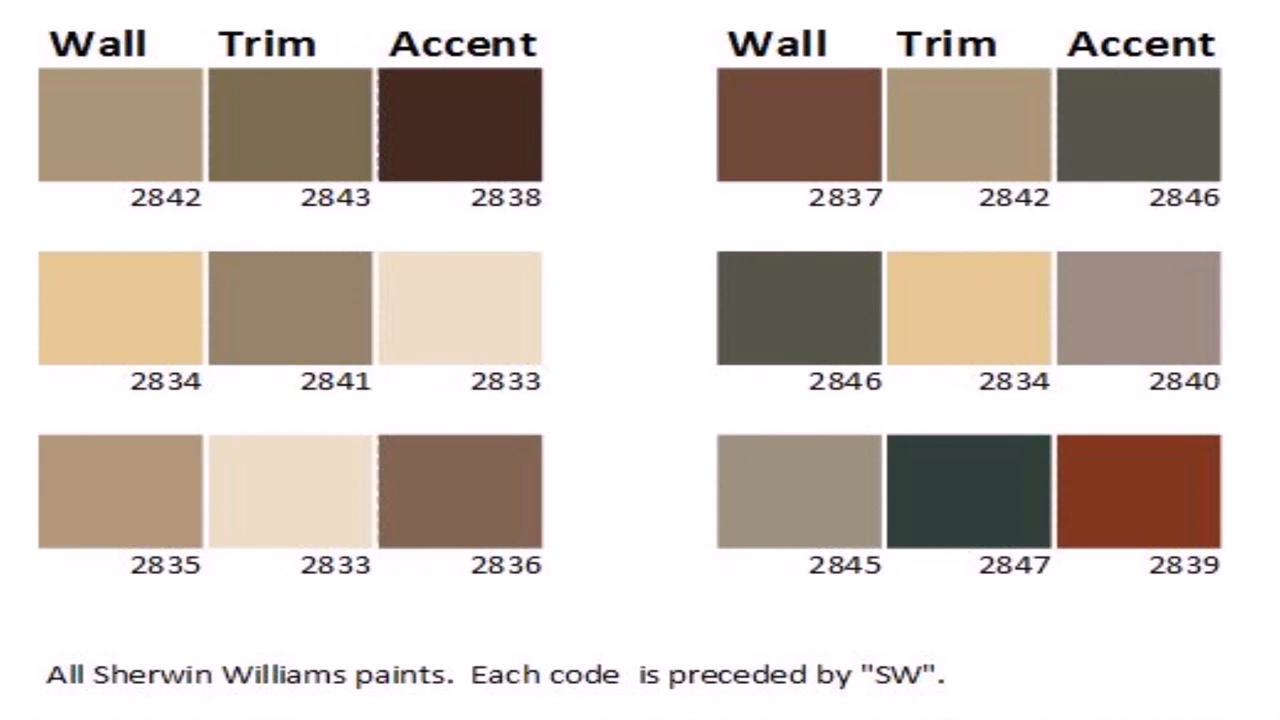 Wall Trim Accent Wall Trim Accent
2842 2843 2838 2837 2842 2846
2834 2841 2833 2846 2834 2840
2835 2833 2836 2845 2847 2839
All Sherwin Williams paints. Each code is preceded by "SW".